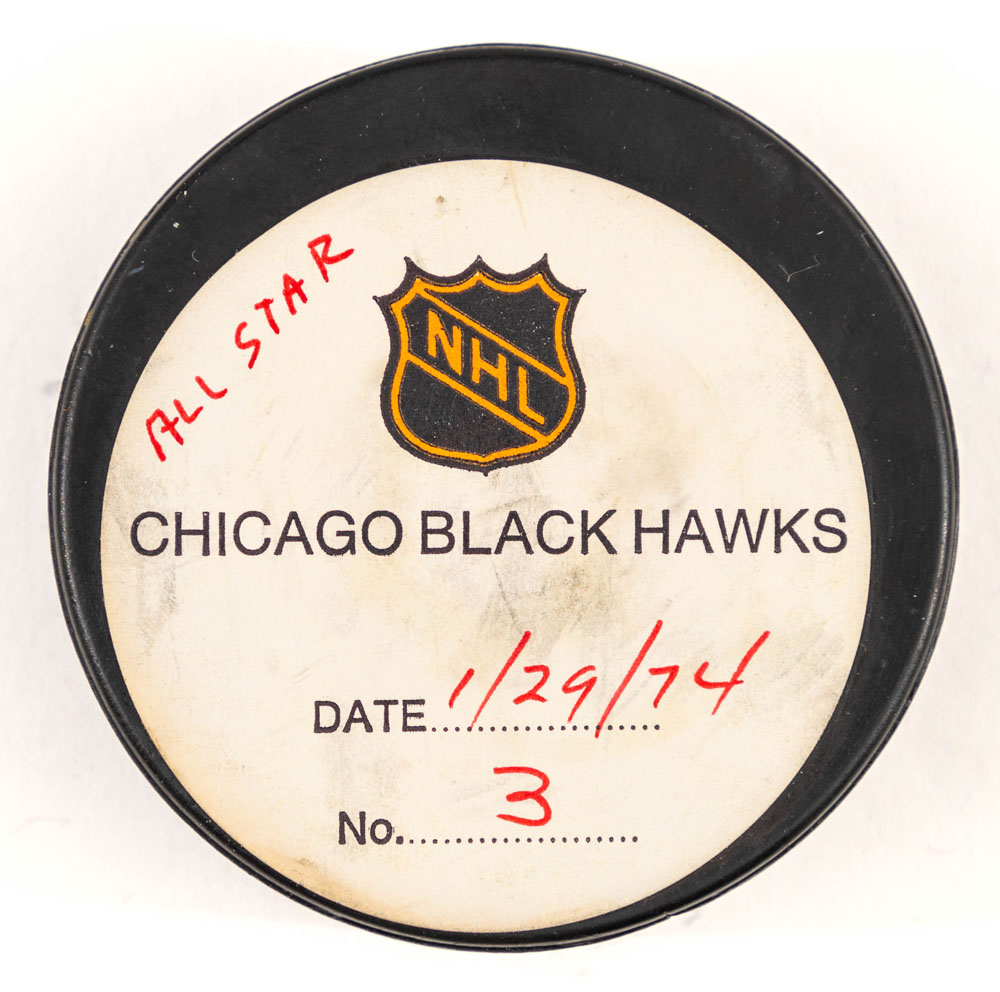 ALL STAR
NHL
CHICAGO BLACK HAWKS
DATE 1/29/74
No. 3